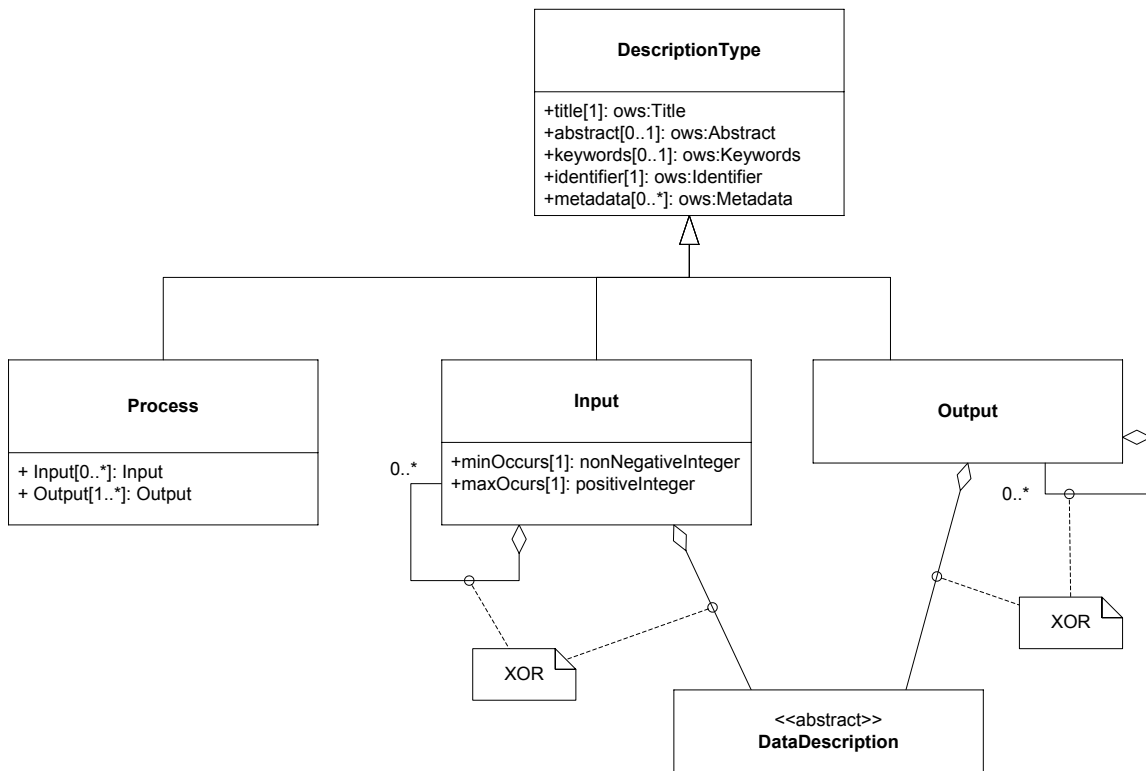 DescriptionType
+title[1]: ows:Title
+abstract[0..1]: ows:Abstract
+keywords[0..1]: ows:Keywords
+identifier[1]: ows:Identifier
+metadata[0..*]: ows:Metadata
Process
+ Input[0..*]: Input
+ Output[1..*]: Output
Input
+minOccurs[1]: nonNegativeInteger
+maxOcurs[1]: positiveInteger
0..*
Output
0..*
XOR
XOR
<<abstract>>
DataDescription